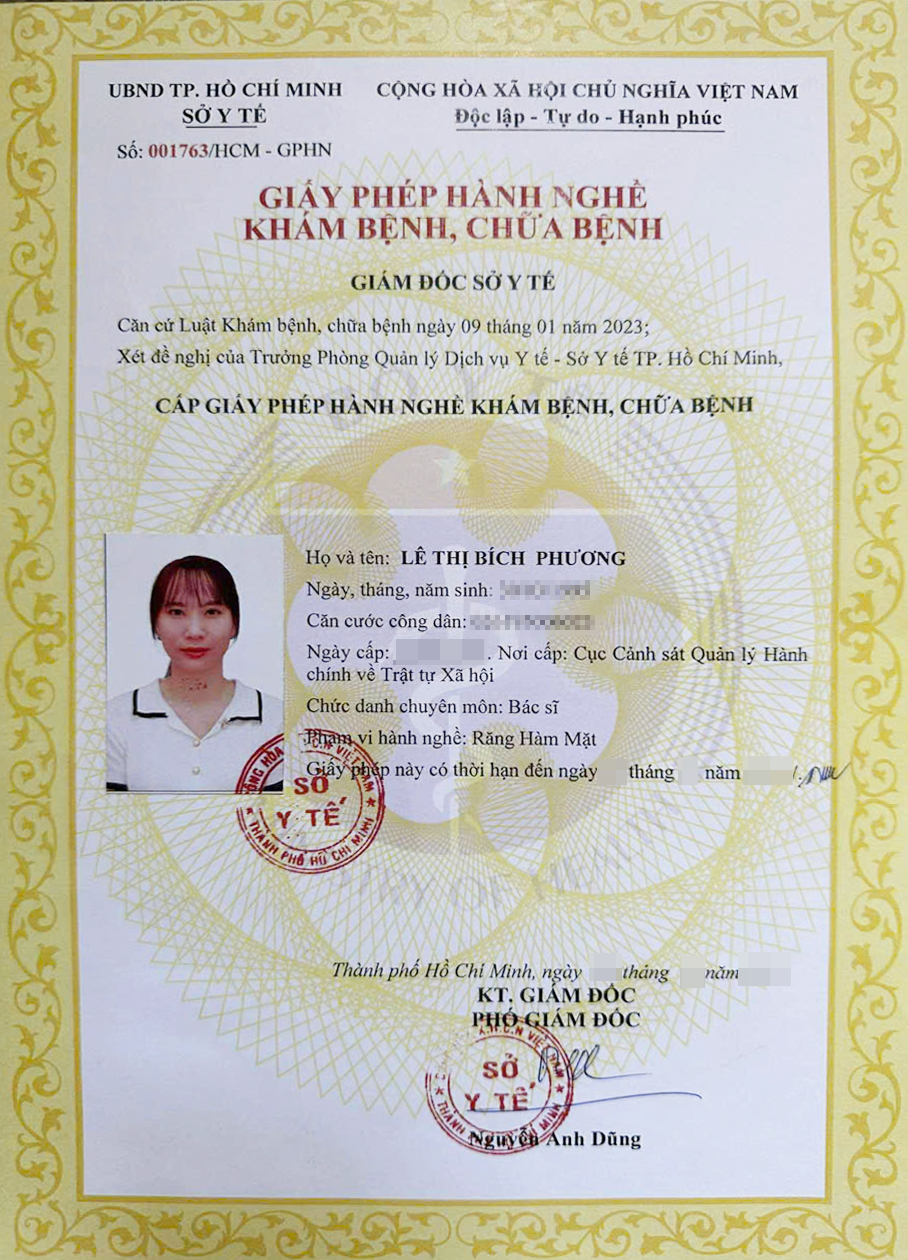 UBND TP. HỒ CHÍ MINH
SỞ Y TẾ
Số: 001763/HCM - GPHN
CỘNG HÒA XÃ HỘI CHỦ NGHĨA VIỆT NAM
Độc lập - Tự do - Hạnh phúc
GIẤY PHÉP HÀNH NGHỀ
KHÁM BỆNH, CHỮA BỆNH
GIÁM ĐỐC SỞ Y TẾ
Căn cứ Luật Khám bệnh, chữa bệnh ngày 09 tháng 01 năm 2023;
Xét đề nghị của Trưởng Phòng Quản lý Dịch vụ Y tế - Sở Y tế TP. Hồ Chí Minh,
CẤP GIẤY PHÉP HÀNH NGHỀ KHÁM BỆNH, CHỮA BỆNH
Họ và tên: LÊ THỊ BÍCH PHƯƠNG
Ngày, tháng, năm sinh:
Căn cước công dân:
Ngày cấp: . Nơi cấp: Cục Cảnh sát Quản lý Hành
chính về Trật tự Xã hội
Chức danh chuyên môn: Bác sĩ
Phạm vi hành nghề: Răng Hàm Mặt
Giấy phép này có thời hạn đến ngày tháng năm
SỞ
Y TẾ
THÀNH PHỐ HỒ CHÍ MINH
Thành phố Hồ Chí Minh, ngày tháng năm
KT. GIÁM ĐỐC
PHÓ GIÁM ĐỐC
SỞ
Y TẾ
Nguyễn Anh Dũng